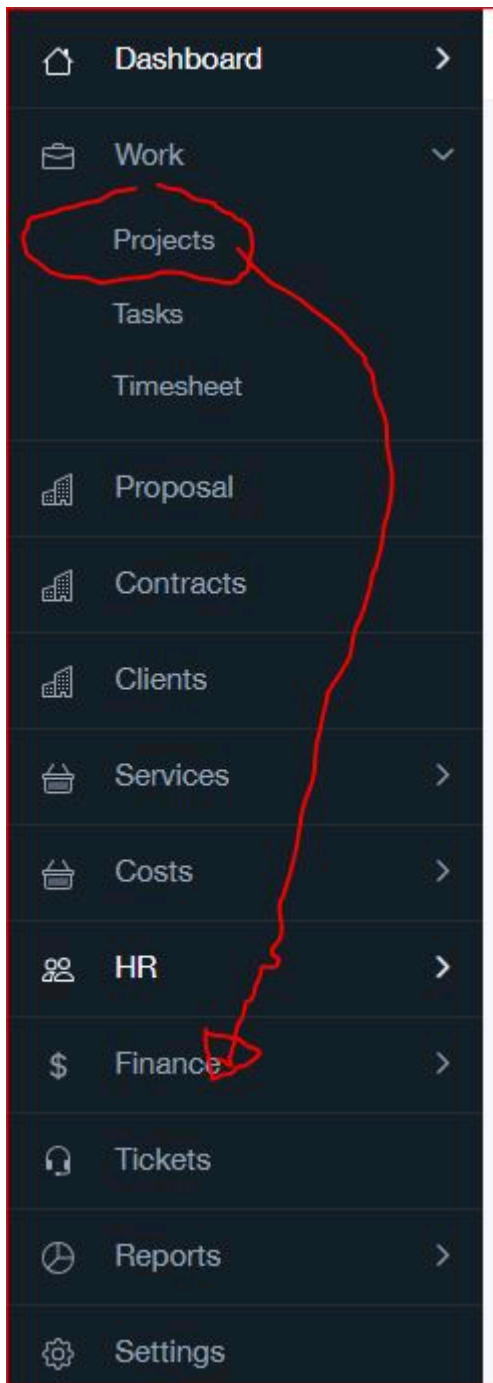 Dashboard
Work
Projects
Tasks
Timesheet
Proposal
Contracts
Clients
Services
Costs
HR
$ Finance
Tickets
Reports
Settings